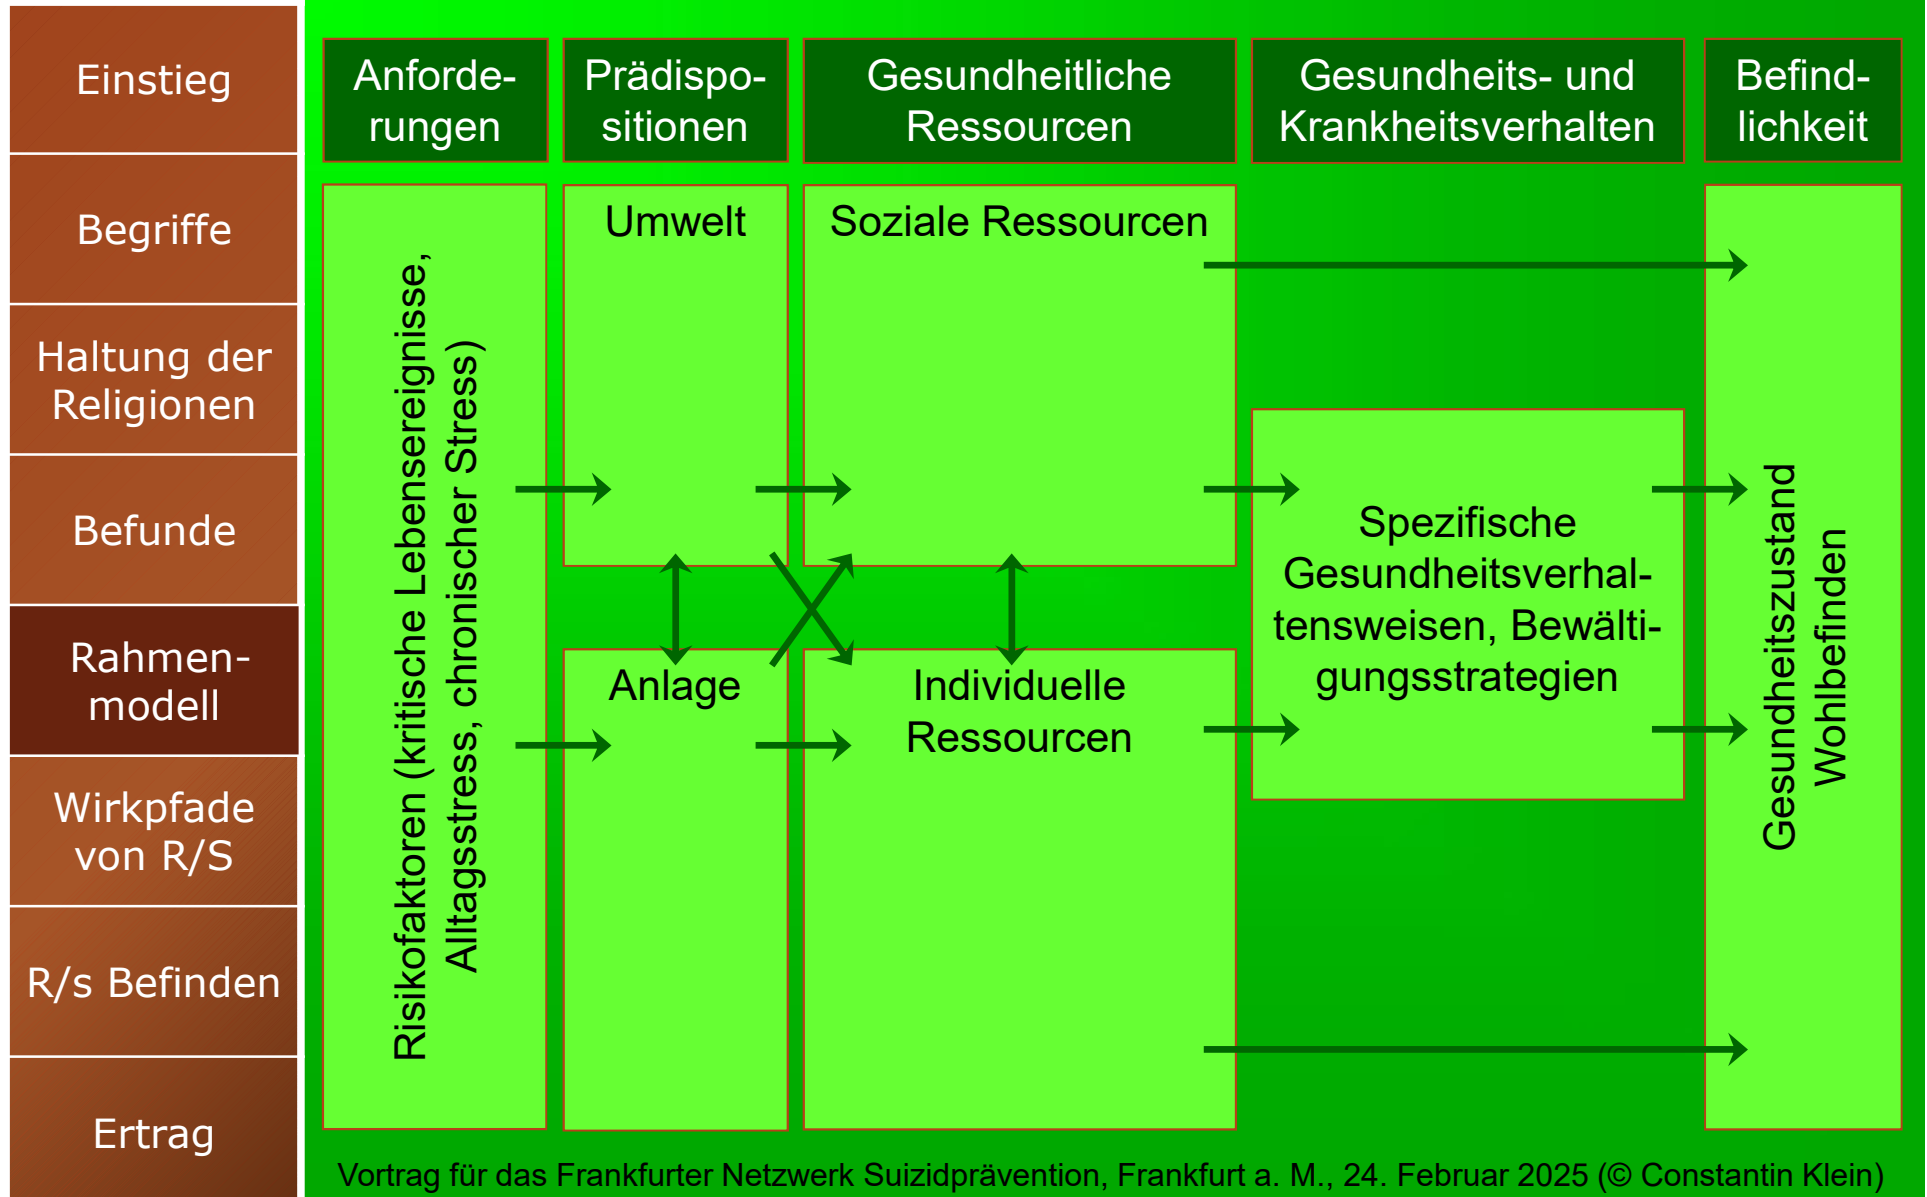 Einstieg
Begriffe
Haltung der
Religionen
Befunde
Rahmen-
modell
Wirkpfade
von R/S
R/s Befinden
Ertrag
Anforde-
rungen
Prädispo-
sitionen
Gesundheitliche
Ressourcen
Gesundheits- und
Krankheitsverhalten
Befind-
lichkeit
Risikofaktoren (kritische Lebensereignisse,
Alltagsstress, chronischer Stress)
Umwelt
Anlage
Soziale Ressourcen
Individuelle
Ressourcen
Spezifische
Gesundheitsverhal-
tensweisen, Bewälti-
gungsstrategien
Gesundheitszustand
Wohlbefinden
Vortrag für das Frankfurter Netzwerk Suizidprävention, Frankfurt a. M., 24. Februar 2025 (© Constantin Klein)